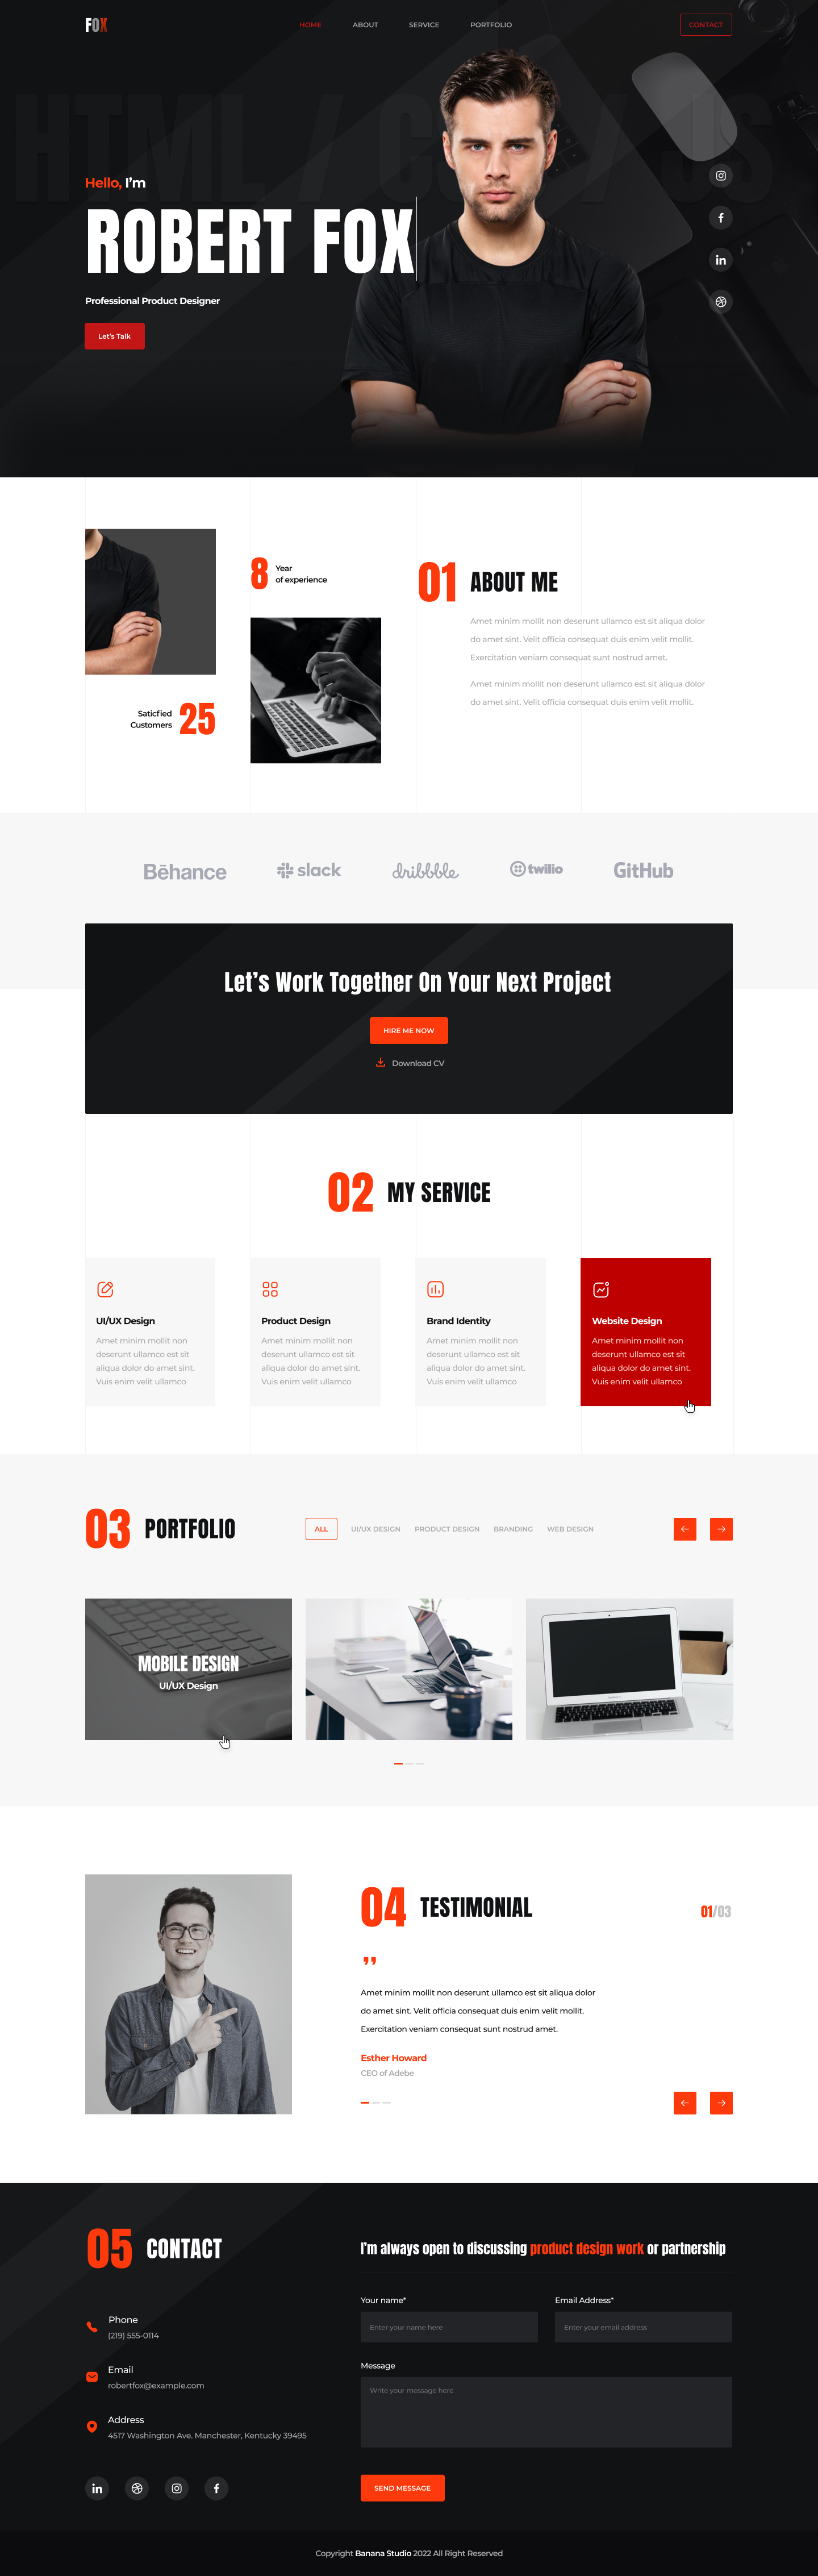 FOX
HOME
ABOUT
SERVICE
PORTFOLIO
CONTACT
HTML / CSS / JS
Hello, I'm
ROBERT FOX
Professional Product Designer
Let's Talk
8
Year
of experience
Saticfied
Customers
25
01 ABOUT ME
Amet minim mollit non deserunt ullamco est sit aliqua dolor
do amet sint. Velit officia consequat duis enim velit mollit.
Exercitation veniam consequat sunt nostrud amet.
Amet minim mollit non deserunt ullamco est sit aliqua dolor
do amet sint. Velit officia consequat duis enim velit mollit.
Bēhance
slack
dribbble
twilio
GitHub
Let's Work Together On Your Next Project
HIRE ME NOW
Download CV
02 MY SERVICE
UI/UX Design
Amet minim mollit non
deserunt ullamco est sit
aliqua dolor do amet sint.
Vuis enim velit ullamco
Product Design
Amet minim mollit non
deserunt ullamco est sit
aliqua dolor do amet sint.
Vuis enim velit ullamco
Brand Identity
Amet minim mollit non
deserunt ullamco est sit
aliqua dolor do amet sint.
Vuis enim velit ullamco
Website Design
Amet minim mollit non
deserunt ullamco est sit
aliqua dolor do amet sint.
Vuis enim velit ullamco
03 PORTFOLIO
ALL
UI/UX DESIGN
PRODUCT DESIGN
BRANDING
WEB DESIGN
MOBILE DESIGN
UI/UX Design
04 TESTIMONIAL
01/03
Amet minim mollit non deserunt ullamco est sit aliqua dolor
do amet sint. Velit officia consequat duis enim velit mollit.
Exercitation veniam consequat sunt nostrud amet.
Esther Howard
CEO of Adebe
05 CONTACT
Phone
(219) 555-0114
Email
robertfox@example.com
Address
4517 Washington Ave. Manchester, Kentucky 39495
I'm always open to discussing product design work or partnership
Your name*
Enter your name here
Email Address*
Enter your email address
Message
Write your message here
SEND MESSAGE
Copyright Banana Studio 2022 All Right Reserved